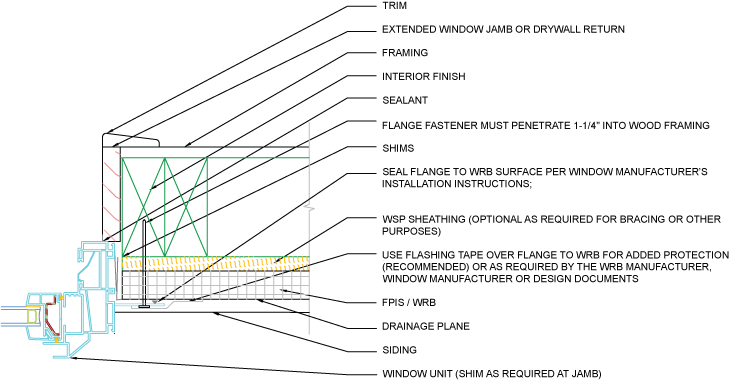 TRIM
EXTENDED WINDOW JAMB OR DRYWALL RETURN
FRAMING
INTERIOR FINISH
SEALANT
FLANGE FASTENER MUST PENETRATE 1-1/4" INTO WOOD FRAMING
SHIMS
SEAL FLANGE TO WRB SURFACE PER WINDOW MANUFACTURER'S
INSTALLATION INSTRUCTIONS;
WSP SHEATHING (OPTIONAL AS REQUIRED FOR BRACING OR OTHER
PURPOSES)
USE FLASHING TAPE OVER FLANGE TO WRB FOR ADDED PROTECTION
(RECOMMENDED) OR AS REQUIRED BY THE WRB MANUFACTURER,
WINDOW MANUFACTURER OR DESIGN DOCUMENTS
FPIS / WRB
DRAINAGE PLANE
SIDING
WINDOW UNIT (SHIM AS REQUIRED AT JAMB)